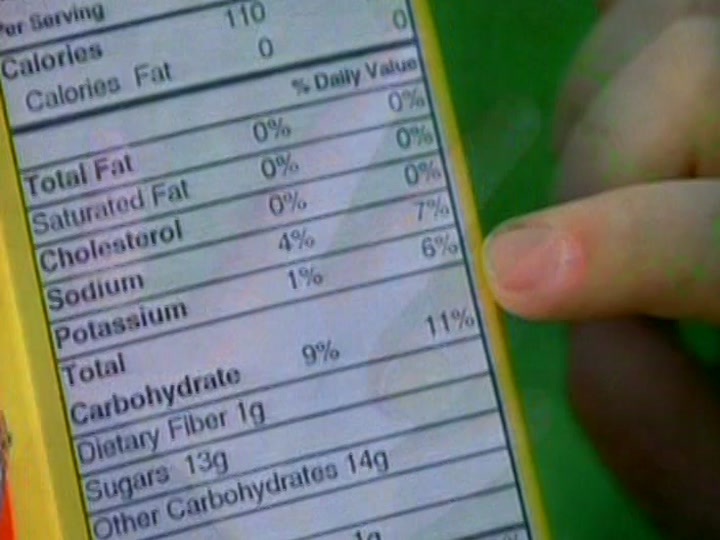 Per Serving
Calories 110
Calories Fat 0 0
% Daily Value
Total Fat 0% 0%
Saturated Fat 0% 0%
Cholesterol 0% 0%
Sodium 4% 7%
Potassium 1% 6%
Total
Carbohydrate 9% 11%
Dietary Fiber 1g
Sugars 13g
Other Carbohydrates 14g